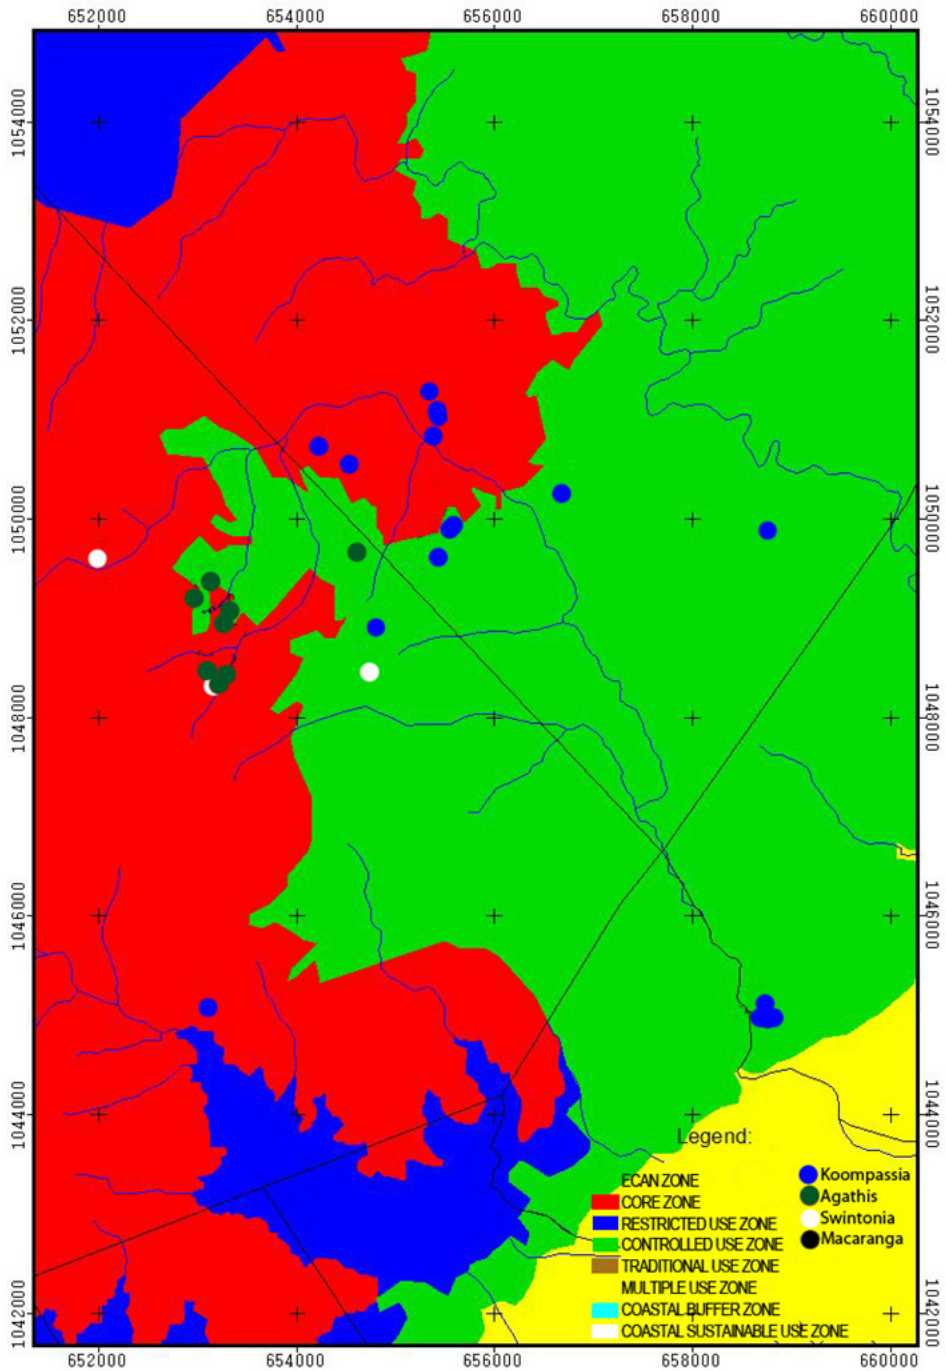 652000 654000 656000 658000 660000
1054000 1054000
1052000 1052000
1050000 1050000
1048000 1048000
1046000 1046000
1044000 1044000
Legend:
ECAN ZONE
CORE ZONE
RESTRICTED USE ZONE
CONTROLLED USE ZONE
TRADITIONAL USE ZONE
MULTIPLE USE ZONE
COASTAL BUFFER ZONE
COASTAL SUSTAINABLE USE ZONE
Koompassia
Agathis
Swintonia
Macaranga
1042000 1042000
652000 654000 656000 658000 660000